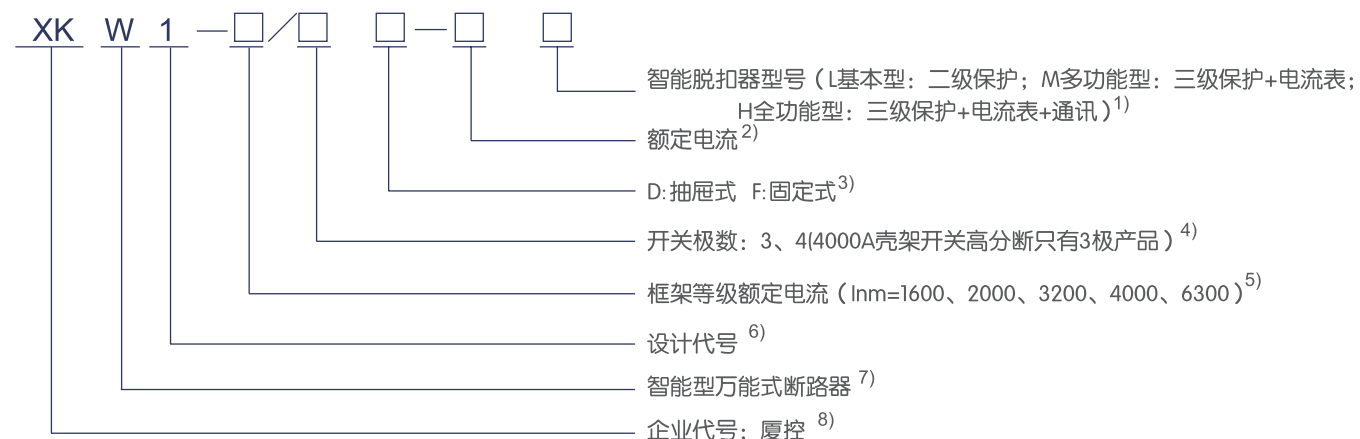 XK W 1 — □ / □ □ — □ □
智能脱扣器型号（L基本型：二级保护；M多功能型：三级保护+电流表；
H全功能型：三级保护+电流表+通讯）1)
额定电流2)
D:抽屉式 F:固定式3)
开关极数：3、4(4000A壳架开关高分断只有3极产品）4)
框架等级额定电流（Inm=1600、2000、3200、4000、6300）5)
设计代号 6)
智能型万能式断路器 7)
企业代号：厦控 8)